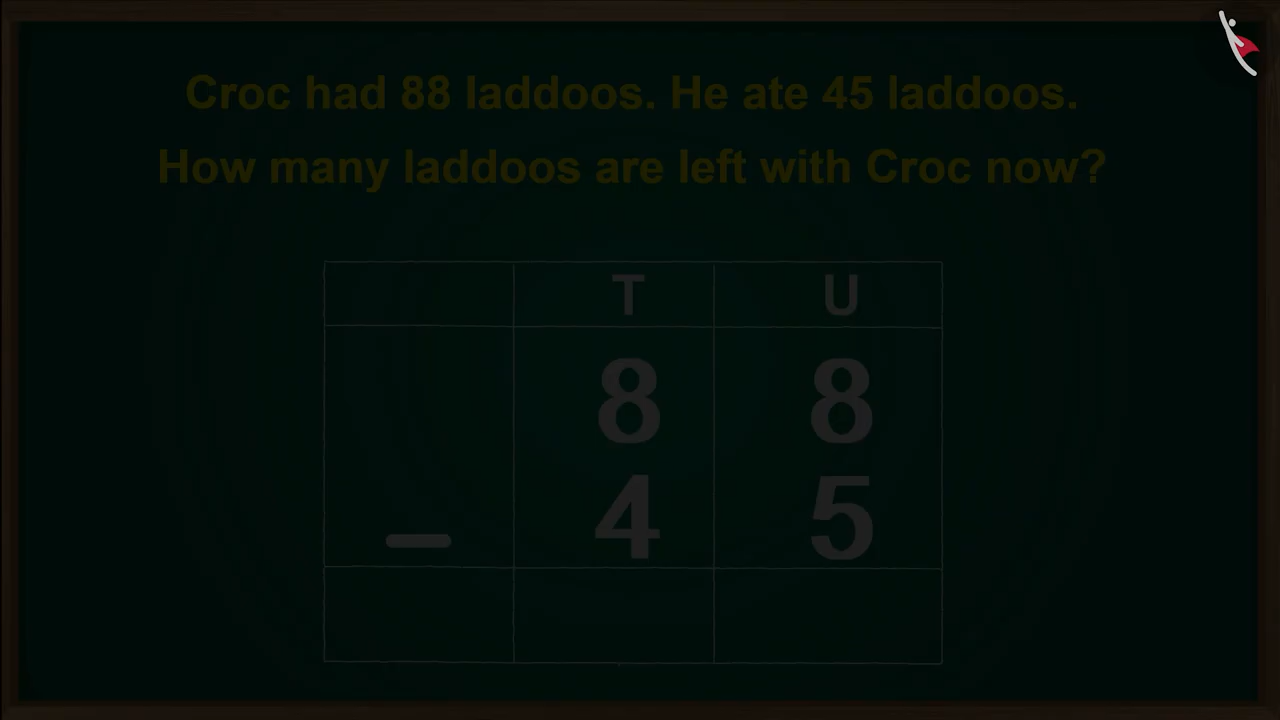 Croc had 88 laddoos. He ate 45 laddoos.
How many laddoos are left with Croc now?
T U
8 8
– 4 5